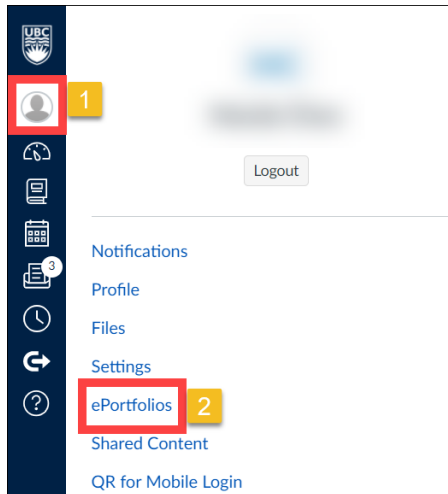 UBC
1
Logout
3
Notifications
Profile
Files
Settings
ePortfolios
2
Shared Content
QR for Mobile Login